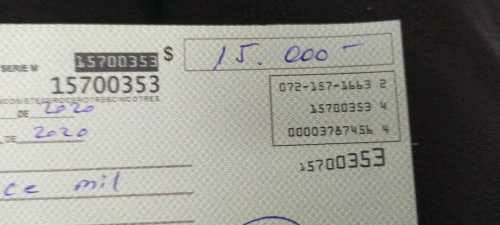 SERIE M 15700353 $ 15.000-
15700353
072-157-1663 2
DE 2020
15700353 4
DE 2020
00003787456 4
15700353
ce mil